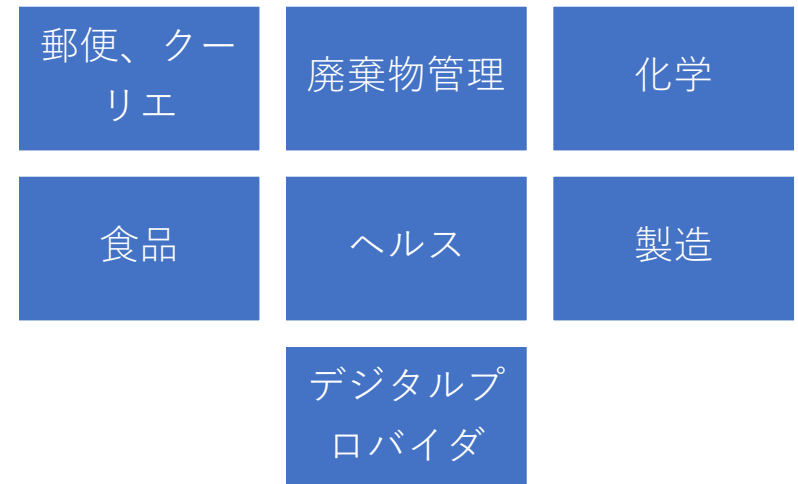 郵便、クー
リエ
廃棄物管理
化学
食品
ヘルス
製造
デジタルプ
ロバイダ